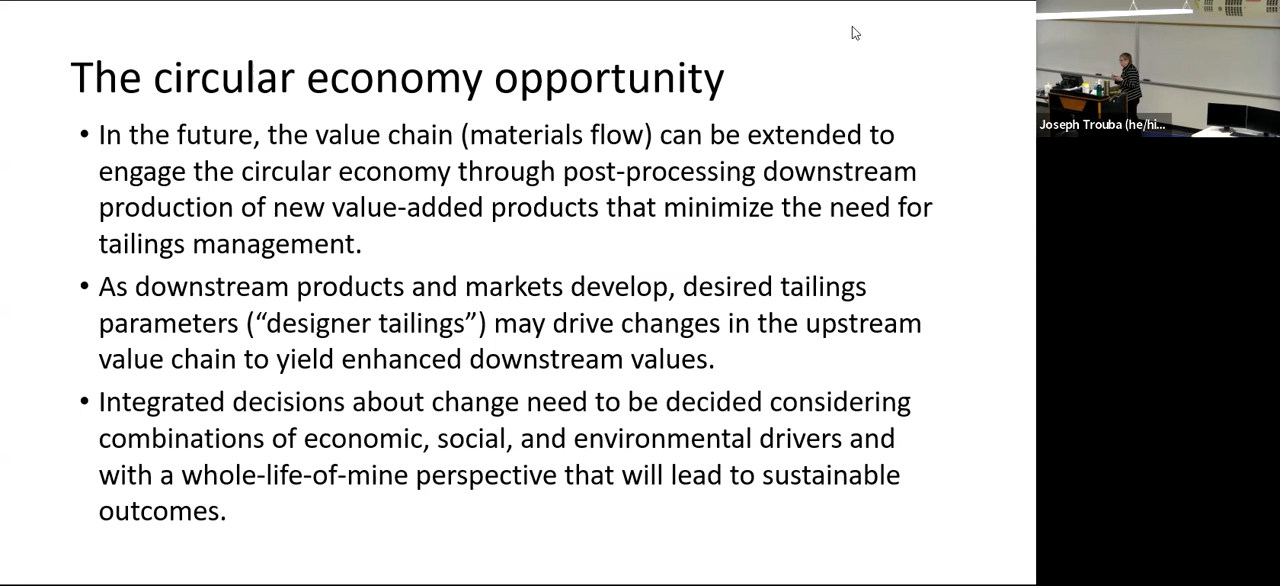 The circular economy opportunity
• In the future, the value chain (materials flow) can be extended to
engage the circular economy through post-processing downstream
production of new value-added products that minimize the need for
tailings management.
• As downstream products and markets develop, desired tailings
parameters (“designer tailings”) may drive changes in the upstream
value chain to yield enhanced downstream values.
• Integrated decisions about change need to be decided considering
combinations of economic, social, and environmental drivers and
with a whole-life-of-mine perspective that will lead to sustainable
outcomes.
Joseph Trouba (he/hi...